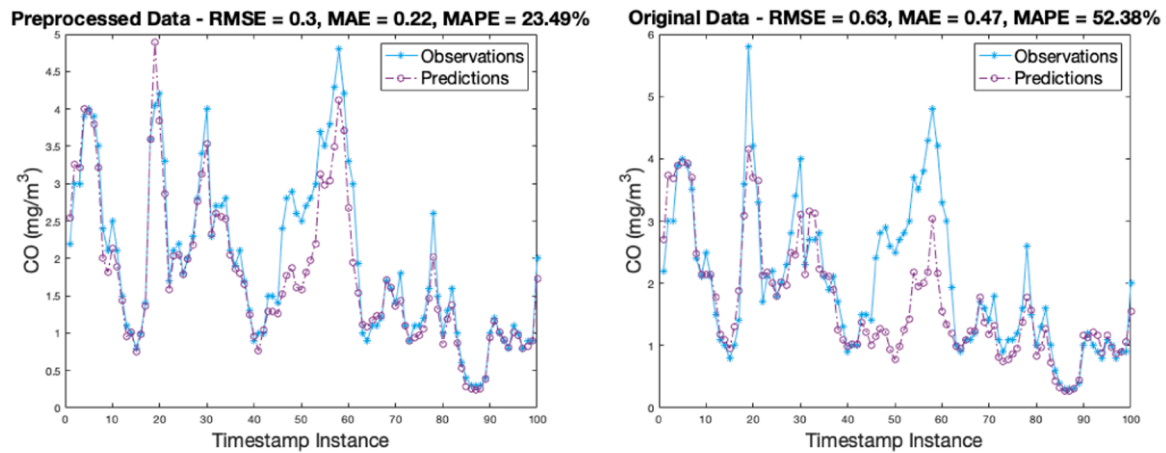 Preprocessed Data - RMSE = 0.3, MAE = 0.22, MAPE = 23.49%
5
4.5
4
3.5
3
2.5
2
1.5
1
0.5
0
CO (mg/m³)
Observations
Predictions
0 10 20 30 40 50 60 70 80 90 100
Timestamp Instance
Original Data - RMSE = 0.63, MAE = 0.47, MAPE = 52.38%
6
5
4
3
2
1
0
CO (mg/m³)
Observations
Predictions
0 10 20 30 40 50 60 70 80 90 100
Timestamp Instance